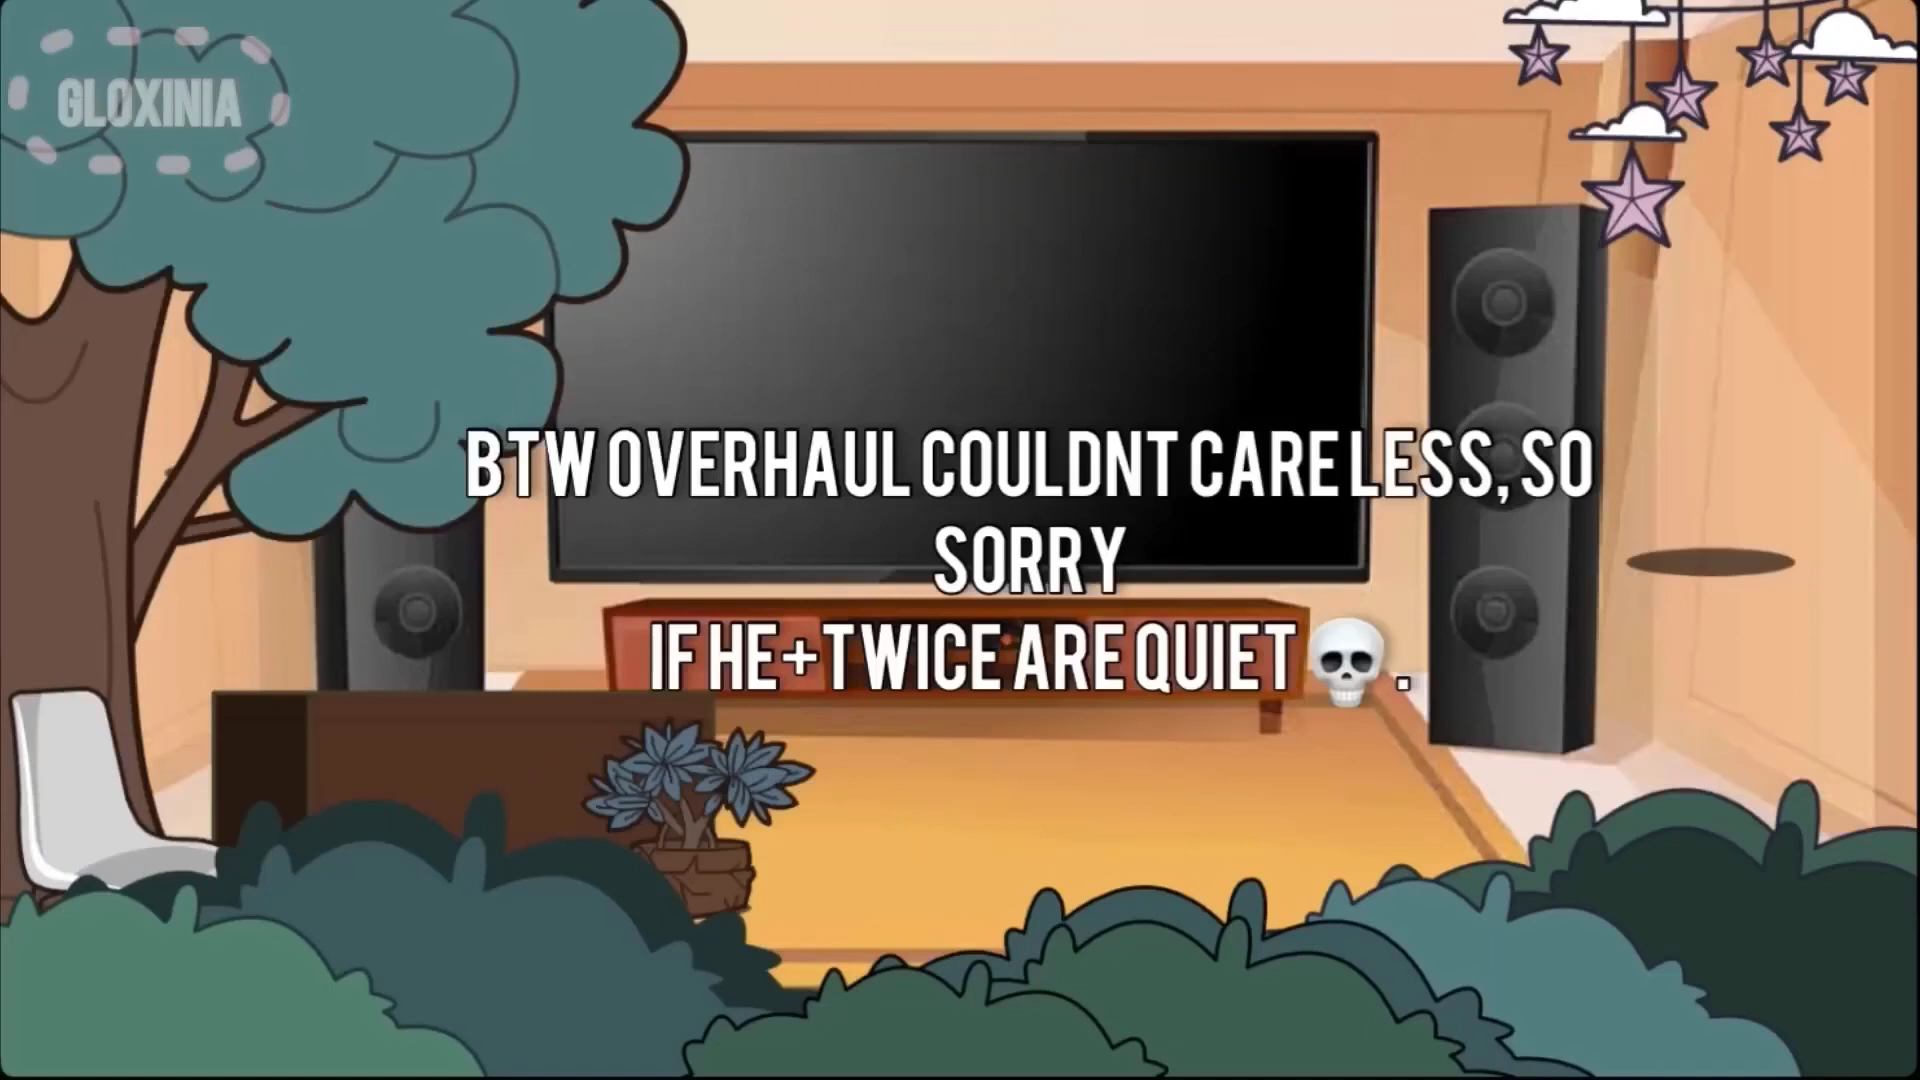 GLOXINIA
BTW OVERHAUL COULDNT CARE LESS, SO
SORRY
IF HE + TWICE ARE QUIET 💀.